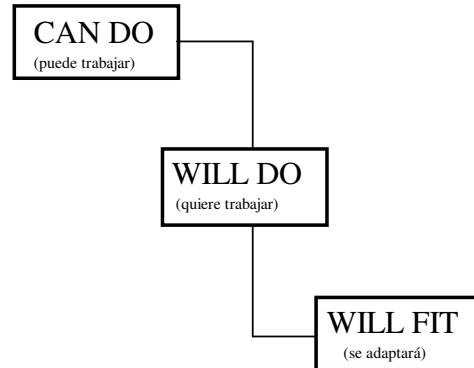 CAN DO
(puede trabajar)
WILL DO
(quiere trabajar)
WILL FIT
(se adaptará)